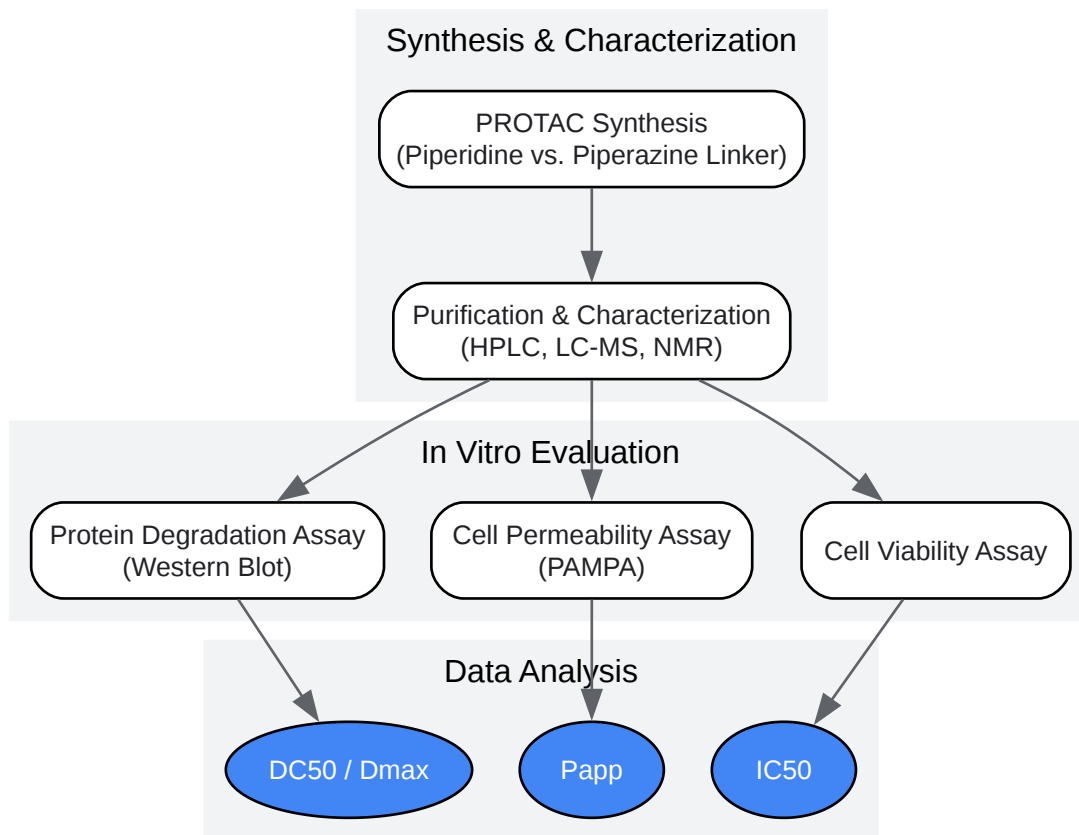 Synthesis & Characterization
PROTAC Synthesis
(Piperidine vs. Piperazine Linker)
Purification & Characterization
(HPLC, LC-MS, NMR)
In Vitro Evaluation
Protein Degradation Assay
(Western Blot)
Cell Permeability Assay
(PAMPA)
Cell Viability Assay
Data Analysis
DC50 / Dmax
Papp
IC50